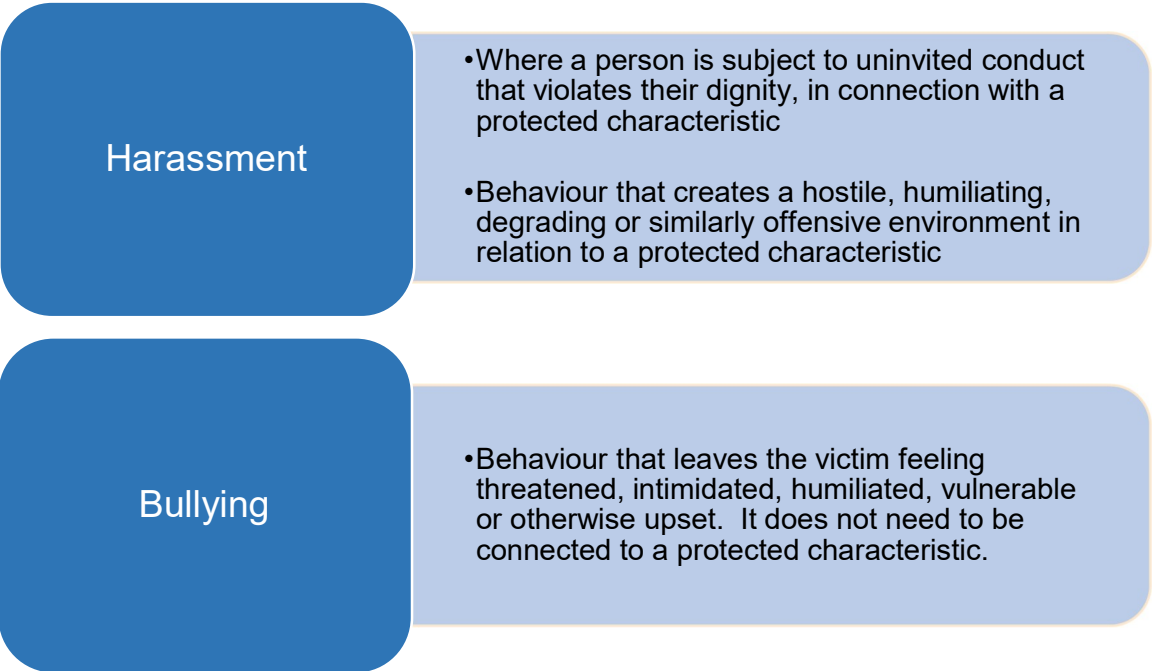 Harassment
•Where a person is subject to uninvited conduct
that violates their dignity, in connection with a
protected characteristic
•Behaviour that creates a hostile, humiliating,
degrading or similarly offensive environment in
relation to a protected characteristic
Bullying
•Behaviour that leaves the victim feeling
threatened, intimidated, humiliated, vulnerable
or otherwise upset.  It does not need to be
connected to a protected characteristic.